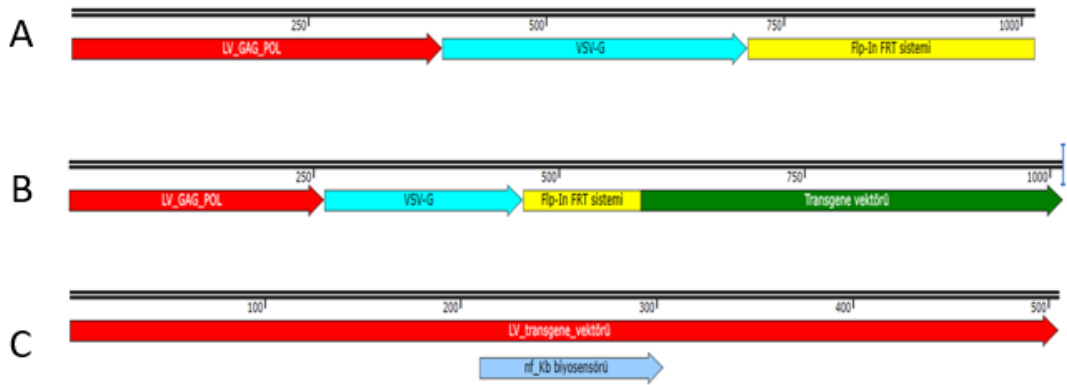 A
250 500 750 1000
LV_GAG_POL VSV-G Flp-In FRT sistemi
B
250 500 750 1000
LV_GAG_POL VSV-G Flp-In FRT sistemi Transgene vektörü
100 200 300 400 500
LV_transgene_vektörü
C
nf_Kb biyosensörü